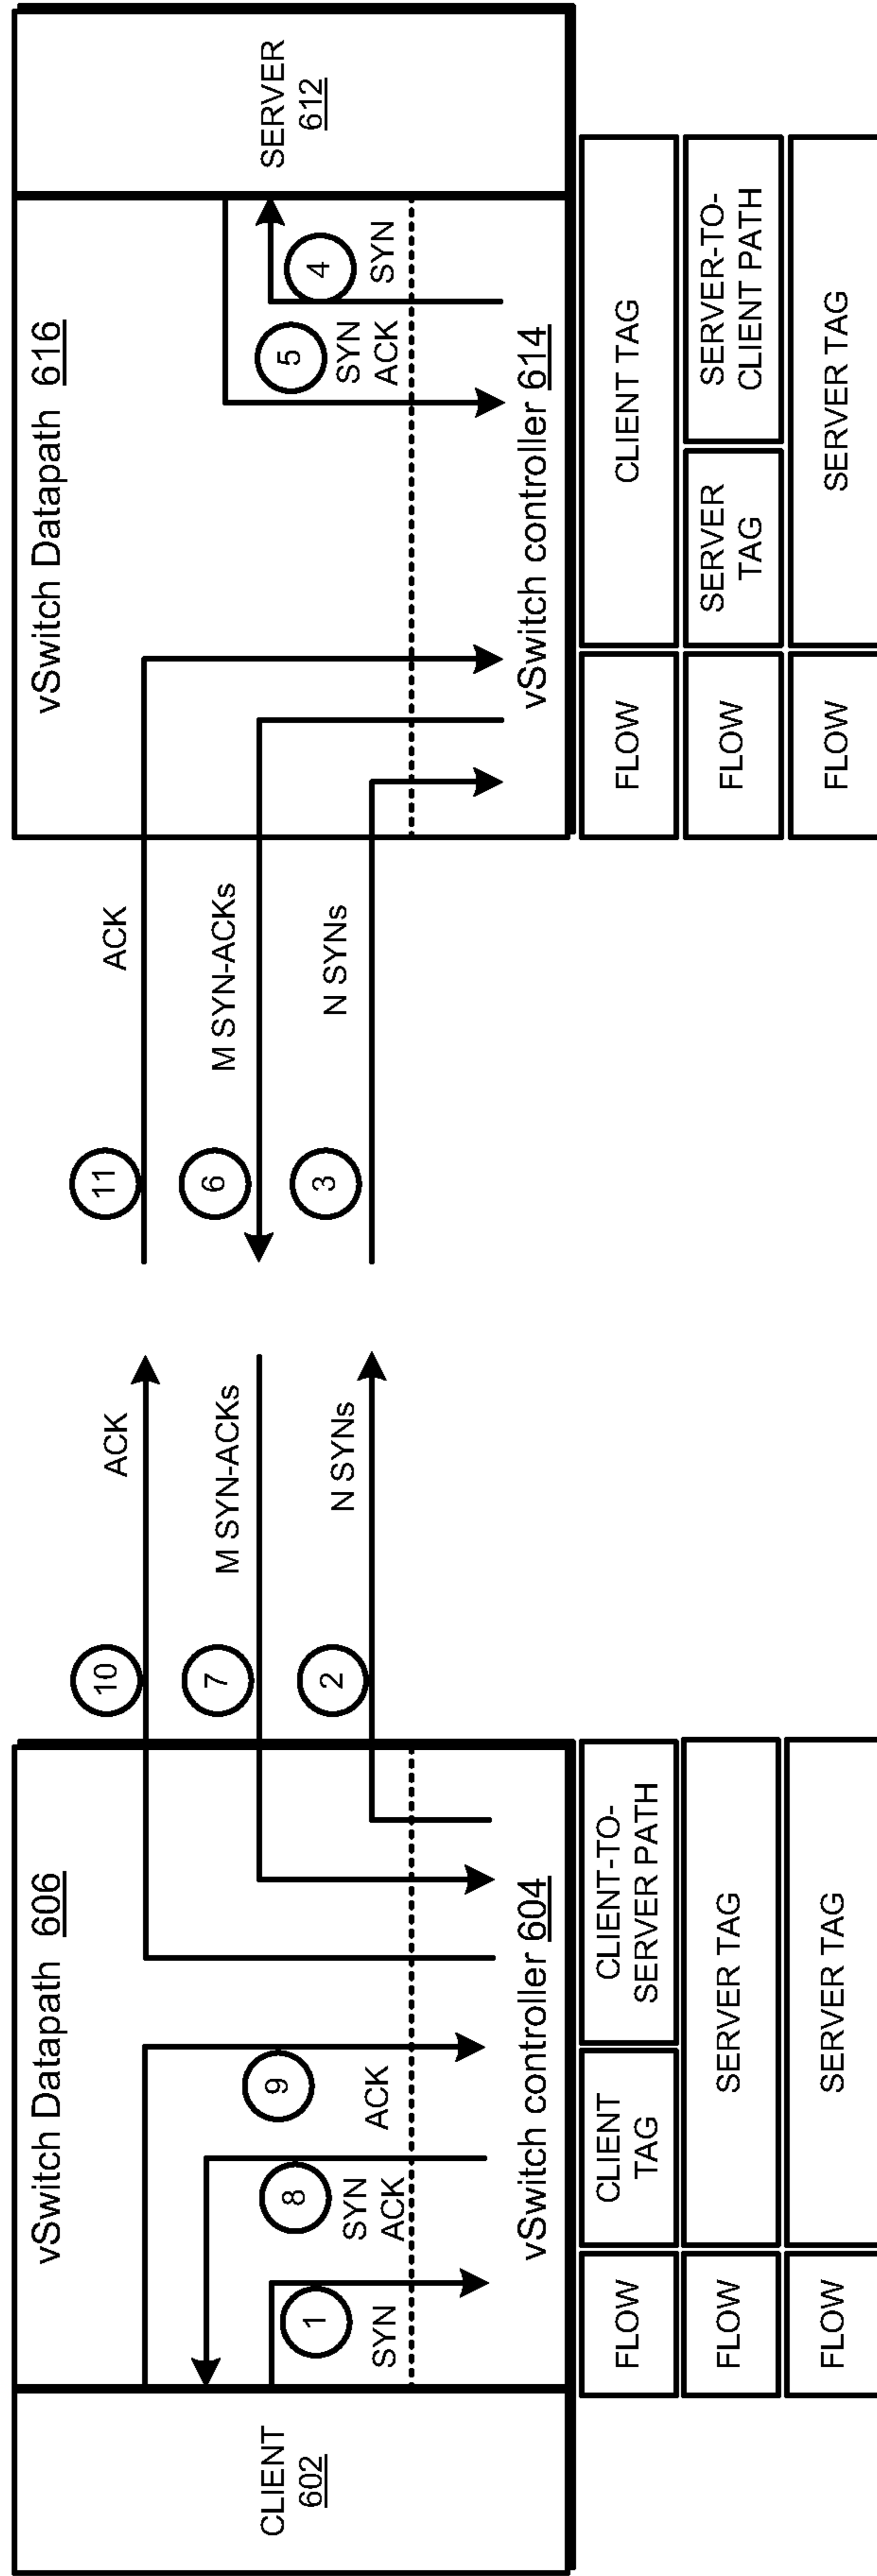 CLIENT
602
vSwitch Datapath 606
1
SYN
8
SYN
ACK
9
ACK
vSwitch controller 604
FLOW
CLIENT
TAG
CLIENT-TO-
SERVER PATH
FLOW
SERVER TAG
FLOW
SERVER TAG
10
ACK
7
M SYN-ACKs
2
N SYNs
11
ACK
6
M SYN-ACKs
3
N SYNs
vSwitch Datapath 616
5
SYN
ACK
4
SYN
vSwitch controller 614
SERVER
612
FLOW
CLIENT TAG
FLOW
SERVER
TAG
SERVER-TO-
CLIENT PATH
FLOW
SERVER TAG